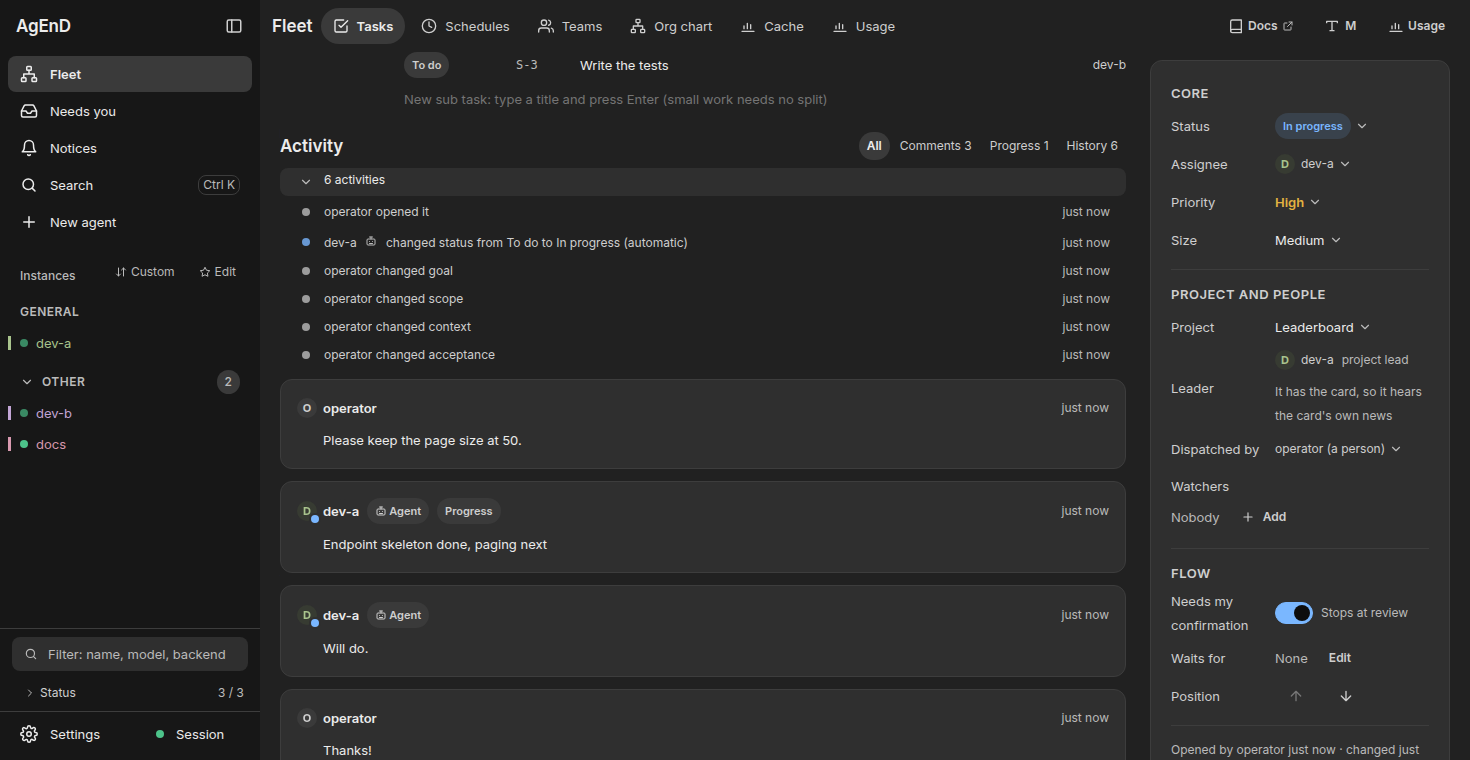 AgEnD
Fleet
Needs you
Notices
Search Ctrl K
New agent
Instances Custom Edit
GENERAL
dev-a
OTHER 2
dev-b
docs
Filter: name, model, backend
Status 3 / 3
Settings Session
Fleet Tasks Schedules Teams Org chart Cache Usage Docs M Usage
To do S-3 Write the tests dev-b
New sub task: type a title and press Enter (small work needs no split)
Activity All Comments 3 Progress 1 History 6
6 activities
operator opened it just now
dev-a changed status from To do to In progress (automatic) just now
operator changed goal just now
operator changed scope just now
operator changed context just now
operator changed acceptance just now
O operator just now
Please keep the page size at 50.
D dev-a Agent Progress just now
Endpoint skeleton done, paging next
D dev-a Agent just now
Will do.
O operator just now
Thanks!
CORE
Status In progress
Assignee D dev-a
Priority High
Size Medium
PROJECT AND PEOPLE
Project Leaderboard
D dev-a project lead
Leader It has the card, so it hears
the card's own news
Dispatched by operator (a person)
Watchers
Nobody Add
FLOW
Needs my
confirmation Stops at review
Waits for None Edit
Position
Opened by operator just now · changed just